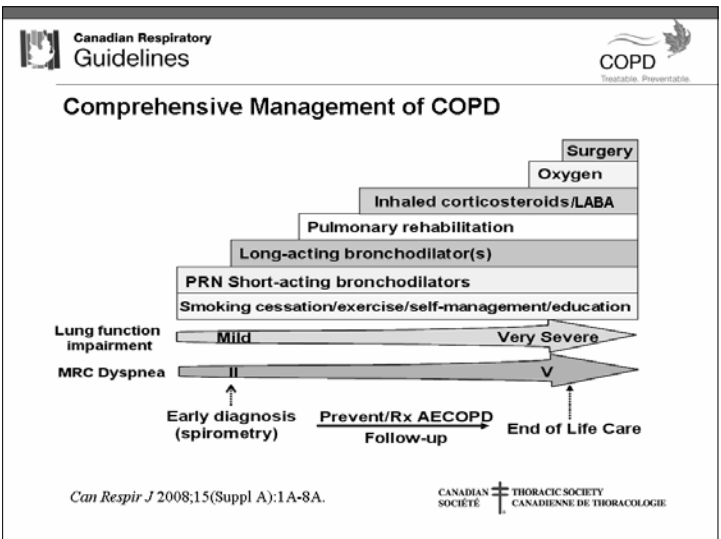 Canadian Respiratory
Guidelines
COPD
Treatable. Preventable.
Comprehensive Management of COPD
Surgery
Oxygen
Inhaled corticosteroids/LABA
Pulmonary rehabilitation
Long-acting bronchodilator(s)
PRN Short-acting bronchodilators
Smoking cessation/exercise/self-management/education
Lung function
impairment
Mild
Very Severe
MRC Dyspnea
II
V
Early diagnosis
(spirometry)
Prevent/Rx AECOPD
Follow-up
End of Life Care
Can Respir J 2008;15(Suppl A):1A-8A.
CANADIAN THORACIC SOCIETY
SOCIÉTÉ CANADIENNE DE THORACOLOGIE